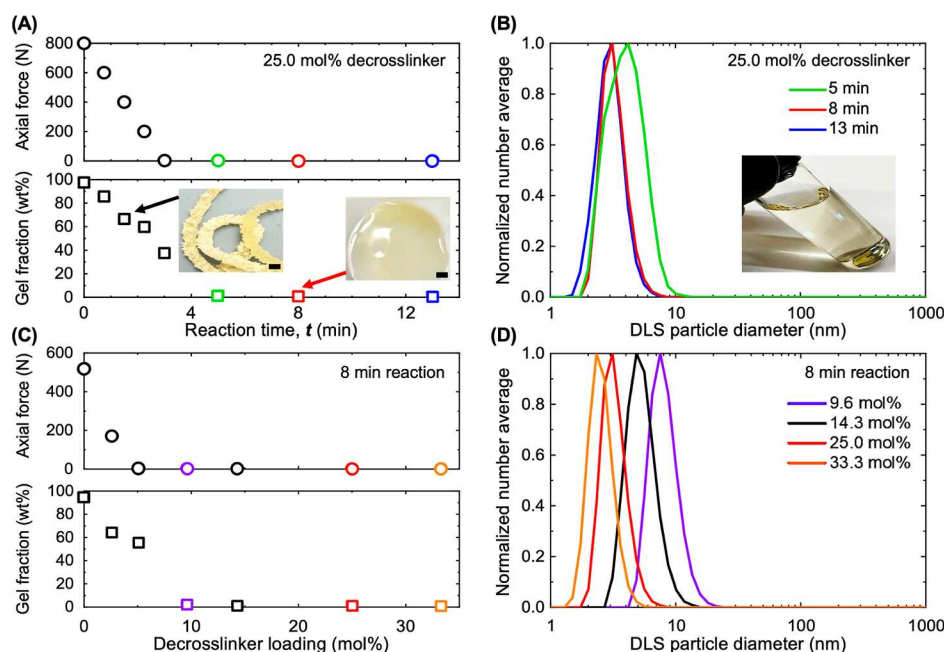 (A)
25.0 mol% decrosslinker
Axial force (N)
800
600
400
200
0
Gel fraction (wt%)
100
80
60
40
20
0
0 4 8 12
Reaction time, t (min)
(B)
25.0 mol% decrosslinker
5 min
8 min
13 min
Normalized number average
1.0
0.8
0.6
0.4
0.2
0.0
1 10 100 1000
DLS particle diameter (nm)
(C)
8 min reaction
Axial force (N)
600
400
200
0
Gel fraction (wt%)
100
80
60
40
20
0
0 10 20 30
Decrosslinker loading (mol%)
(D)
8 min reaction
9.6 mol%
14.3 mol%
25.0 mol%
33.3 mol%
Normalized number average
1.0
0.8
0.6
0.4
0.2
0.0
1 10 100 1000
DLS particle diameter (nm)